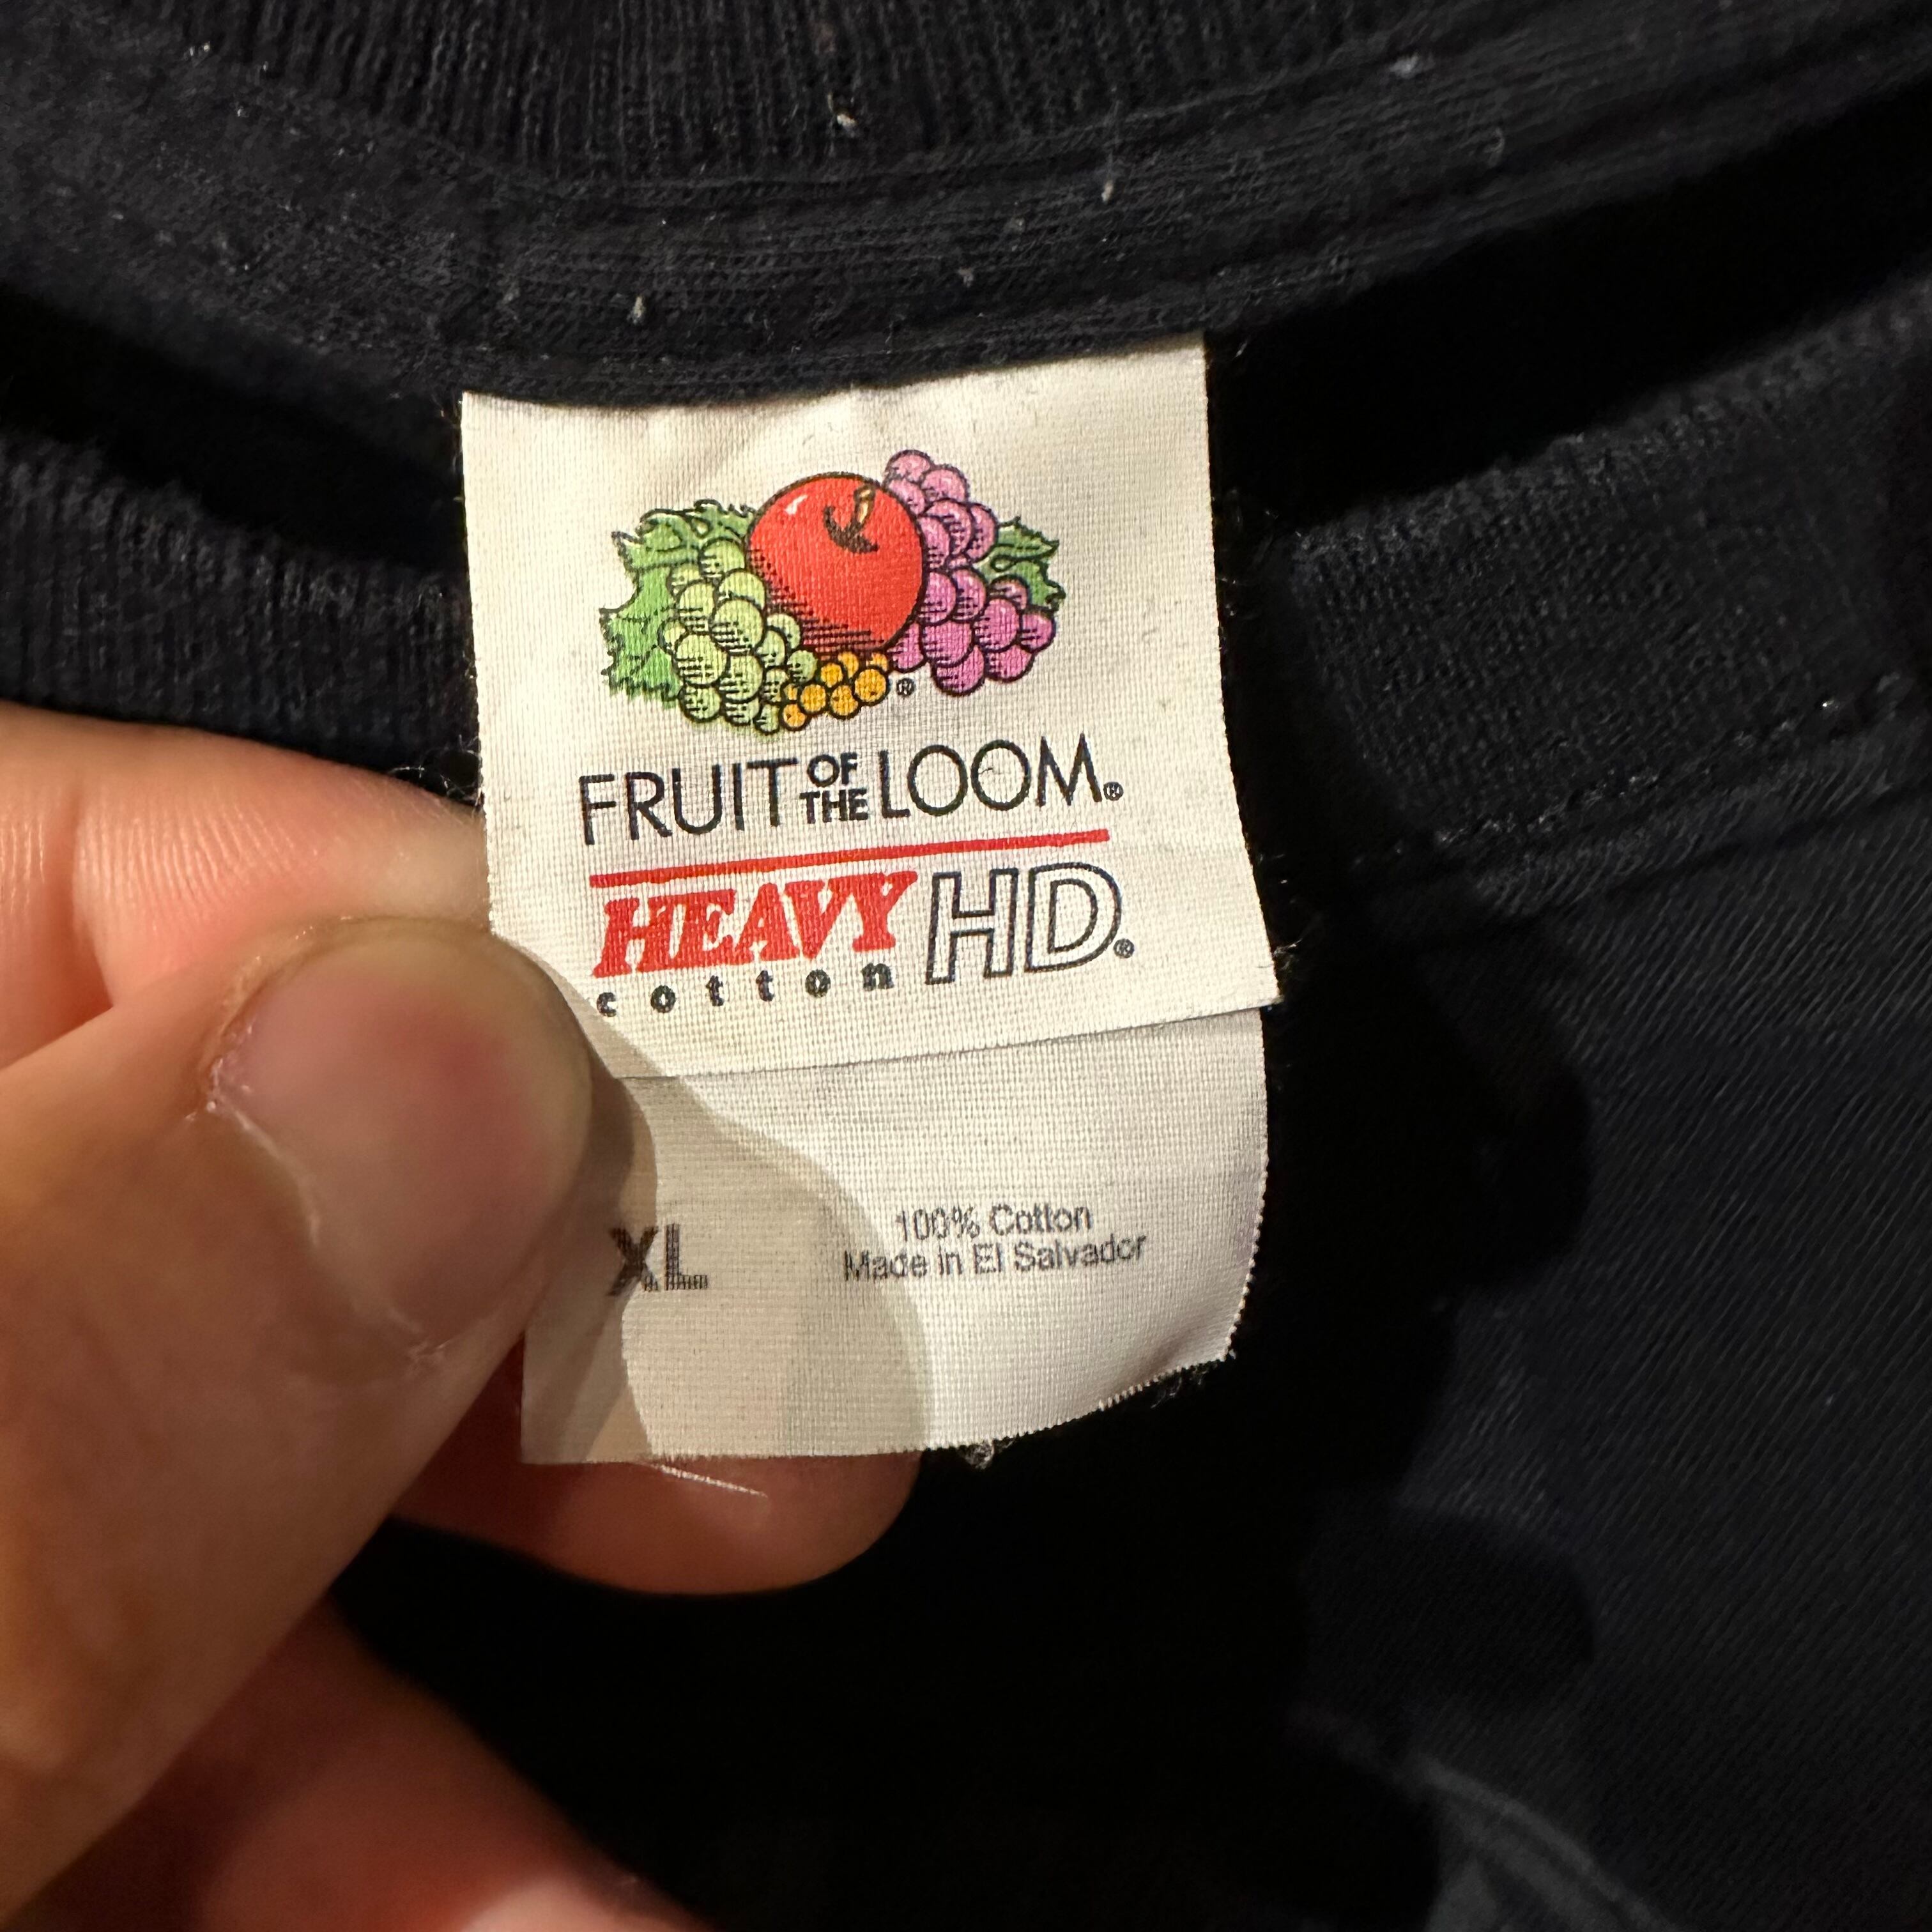 ®
FRUIT OF THE LOOM®
HEAVY cotton HD®
XL
100% Cotton
Made in El Salvador